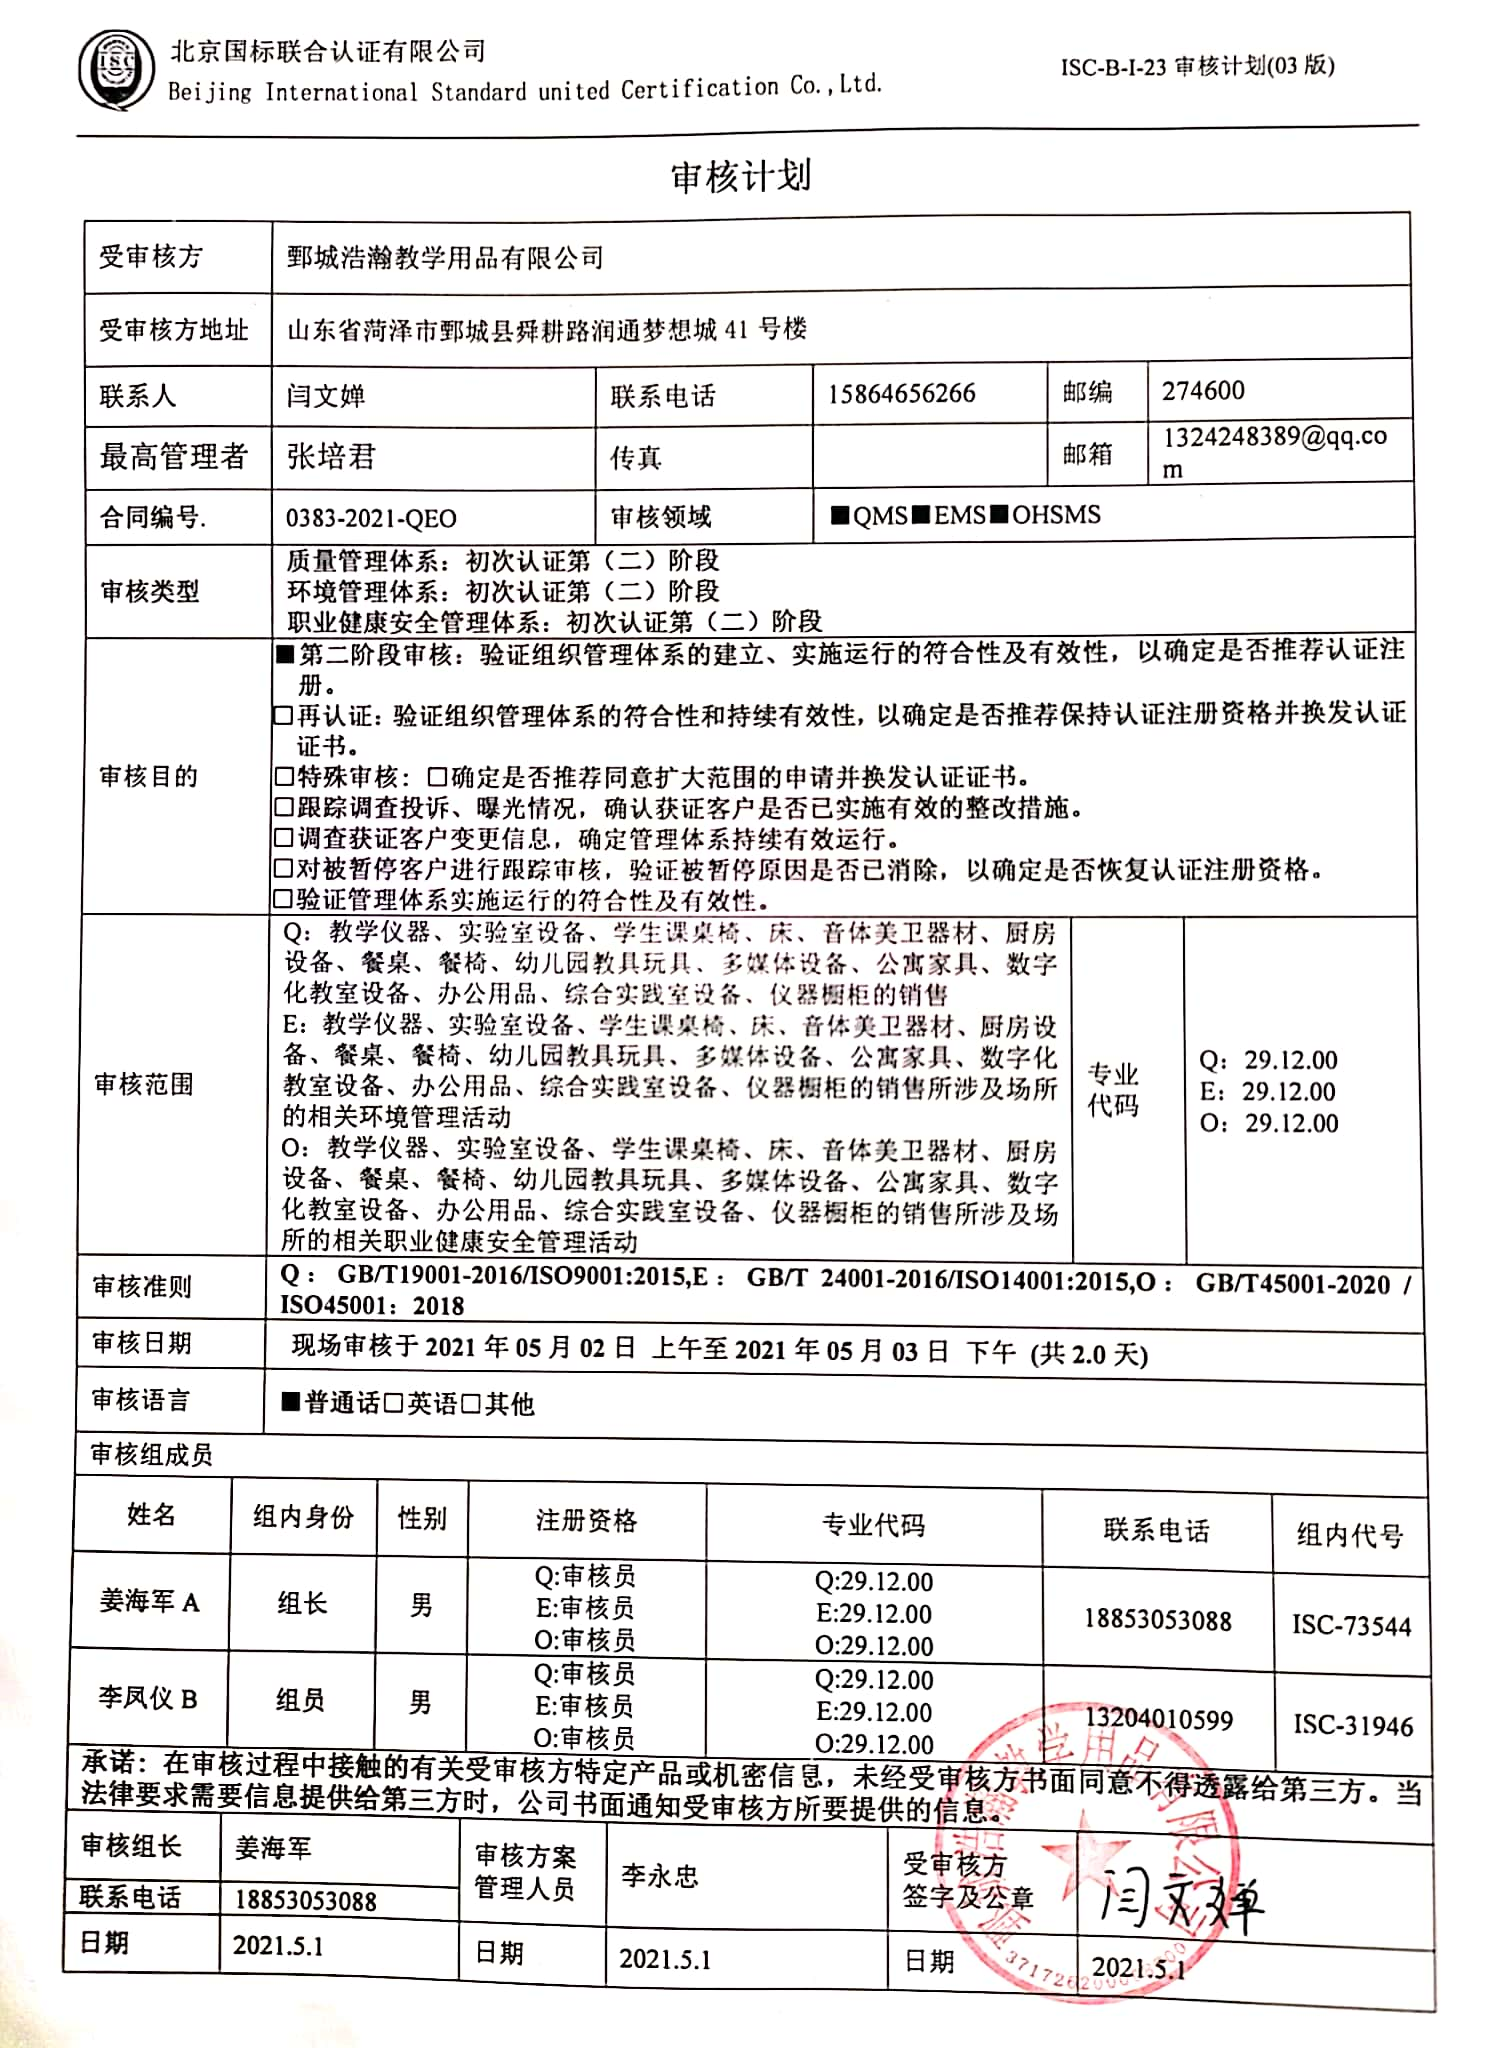 ISC
北京国标联合认证有限公司
Beijing International Standard united Certification Co.,Ltd.
ISC-B-I-23 审核计划(03 版)
审核计划
受审核方 鄄城浩瀚教学用品有限公司
受审核方地址 山东省菏泽市鄄城县舜耕路润通梦想城 41 号楼
联系人 闫文婵 联系电话 15864656266 邮编 274600
最高管理者 张培君 传真 邮箱 1324248389@qq.co
m
合同编号. 0383-2021-QEO 审核领域 ■QMS■EMS■OHSMS
审核类型
质量管理体系：初次认证第（二）阶段
环境管理体系：初次认证第（二）阶段
职业健康安全管理体系：初次认证第（二）阶段
审核目的
■第二阶段审核：验证组织管理体系的建立、实施运行的符合性及有效性，以确定是否推荐认证注
册。
□再认证：验证组织管理体系的符合性和持续有效性，以确定是否推荐保持认证注册资格并换发认证
证书。
□特殊审核：□确定是否推荐同意扩大范围的申请并换发认证证书。
□跟踪调查投诉、曝光情况，确认获证客户是否已实施有效的整改措施。
□调查获证客户变更信息，确定管理体系持续有效运行。
□对被暂停客户进行跟踪审核，验证被暂停原因是否已消除，以确定是否恢复认证注册资格。
□验证管理体系实施运行的符合性及有效性。
审核范围
Q：教学仪器、实验室设备、学生课桌椅、床、音体美卫器材、厨房
设备、餐桌、餐椅、幼儿园教具玩具、多媒体设备、公寓家具、数字
化教室设备、办公用品、综合实践室设备、仪器橱柜的销售
E：教学仪器、实验室设备、学生课桌椅、床、音体美卫器材、厨房设
备、餐桌、餐椅、幼儿园教具玩具、多媒体设备、公寓家具、数字化
教室设备、办公用品、综合实践室设备、仪器橱柜的销售所涉及场所
的相关环境管理活动
O：教学仪器、实验室设备、学生课桌椅、床、音体美卫器材、厨房
设备、餐桌、餐椅、幼儿园教具玩具、多媒体设备、公寓家具、数字
化教室设备、办公用品、综合实践室设备、仪器橱柜的销售所涉及场
所的相关职业健康安全管理活动
专业
代码
Q：29.12.00
E：29.12.00
O：29.12.00
审核准则
Q：GB/T19001-2016/ISO9001:2015,E：GB/T 24001-2016/ISO14001:2015,O：GB/T45001-2020 /
ISO45001：2018
审核日期 现场审核于 2021 年 05 月 02 日 上午至 2021 年 05 月 03 日 下午 (共 2.0 天)
审核语言 ■普通话□英语□其他
审核组成员
姓名 组内身份 性别 注册资格 专业代码 联系电话 组内代号
姜海军 A 组长 男
Q:审核员
E:审核员
O:审核员
Q:29.12.00
E:29.12.00
O:29.12.00
18853053088 ISC-73544
李凤仪 B 组员 男
Q:审核员
E:审核员
O:审核员
Q:29.12.00
E:29.12.00
O:29.12.00
13204010599 ISC-31946
承诺：在审核过程中接触的有关受审核方特定产品或机密信息，未经受审核方书面同意不得透露给第三方。当
法律要求需要信息提供给第三方时，公司书面通知受审核方所要提供的信息。
审核组长 姜海军
联系电话 18853053088
审核方案
管理人员
李永忠
受审核方
签字及公章
闫文婵
日期 2021.5.1 日期 2021.5.1 日期 2021.5.1
浩瀚教学用品有限公司